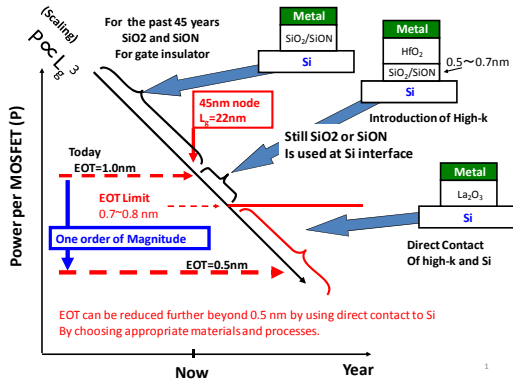 (Scaling)
P∝Lg³
For the past 45 years
SiO2 and SiON
For gate insulator
Metal
SiO₂/SiON
Si
Metal
HfO₂
SiO₂/SiON
Si
0.5～0.7nm
Introduction of High-k
45nm node
Lg=22nm
Still SiO2 or SiON
Is used at Si interface
Today
EOT=1.0nm
EOT Limit
0.7~0.8 nm
One order of Magnitude
EOT=0.5nm
Metal
La₂O₃
Si
Direct Contact
Of high-k and Si
EOT can be reduced further beyond 0.5 nm by using direct contact to Si
By choosing appropriate materials and processes.
Power per MOSFET (P)
Now
Year
1